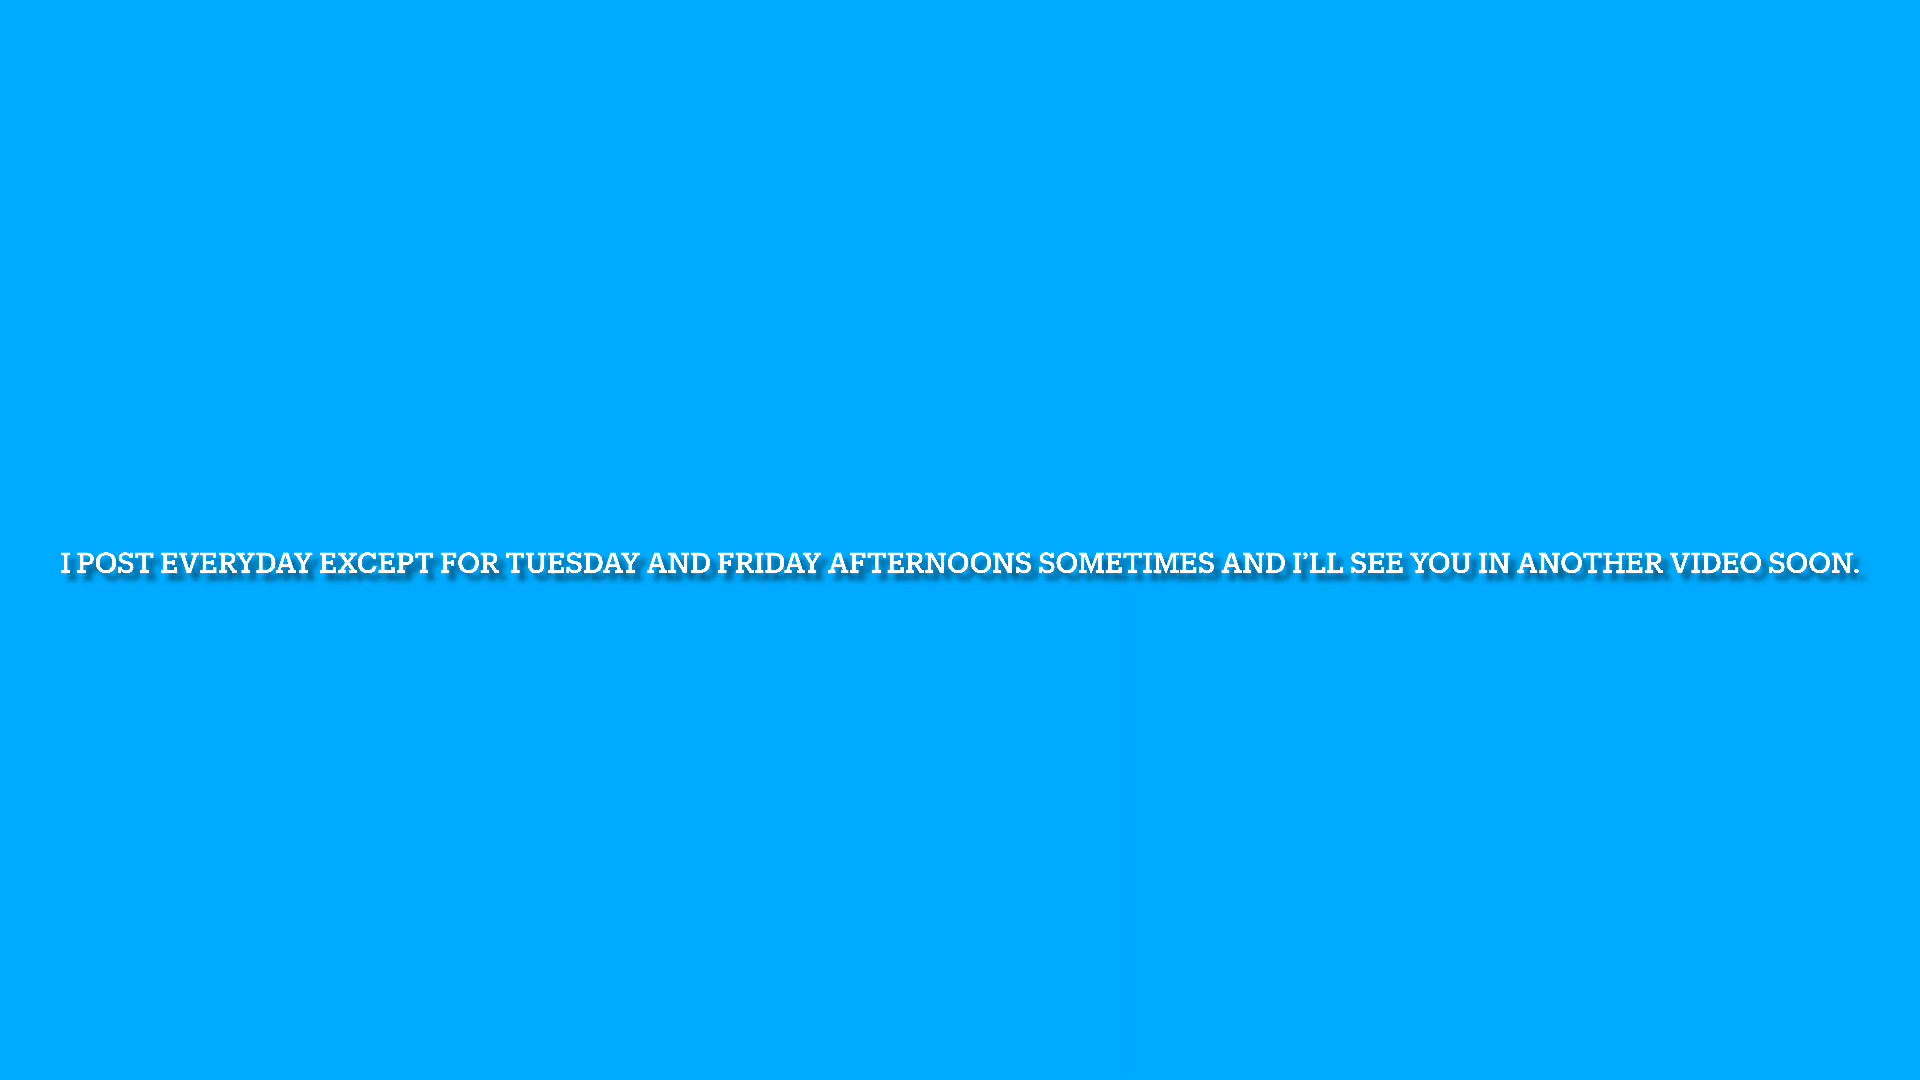 I POST EVERYDAY EXCEPT FOR TUESDAY AND FRIDAY AFTERNOONS SOMETIMES AND I’LL SEE YOU IN ANOTHER VIDEO SOON.